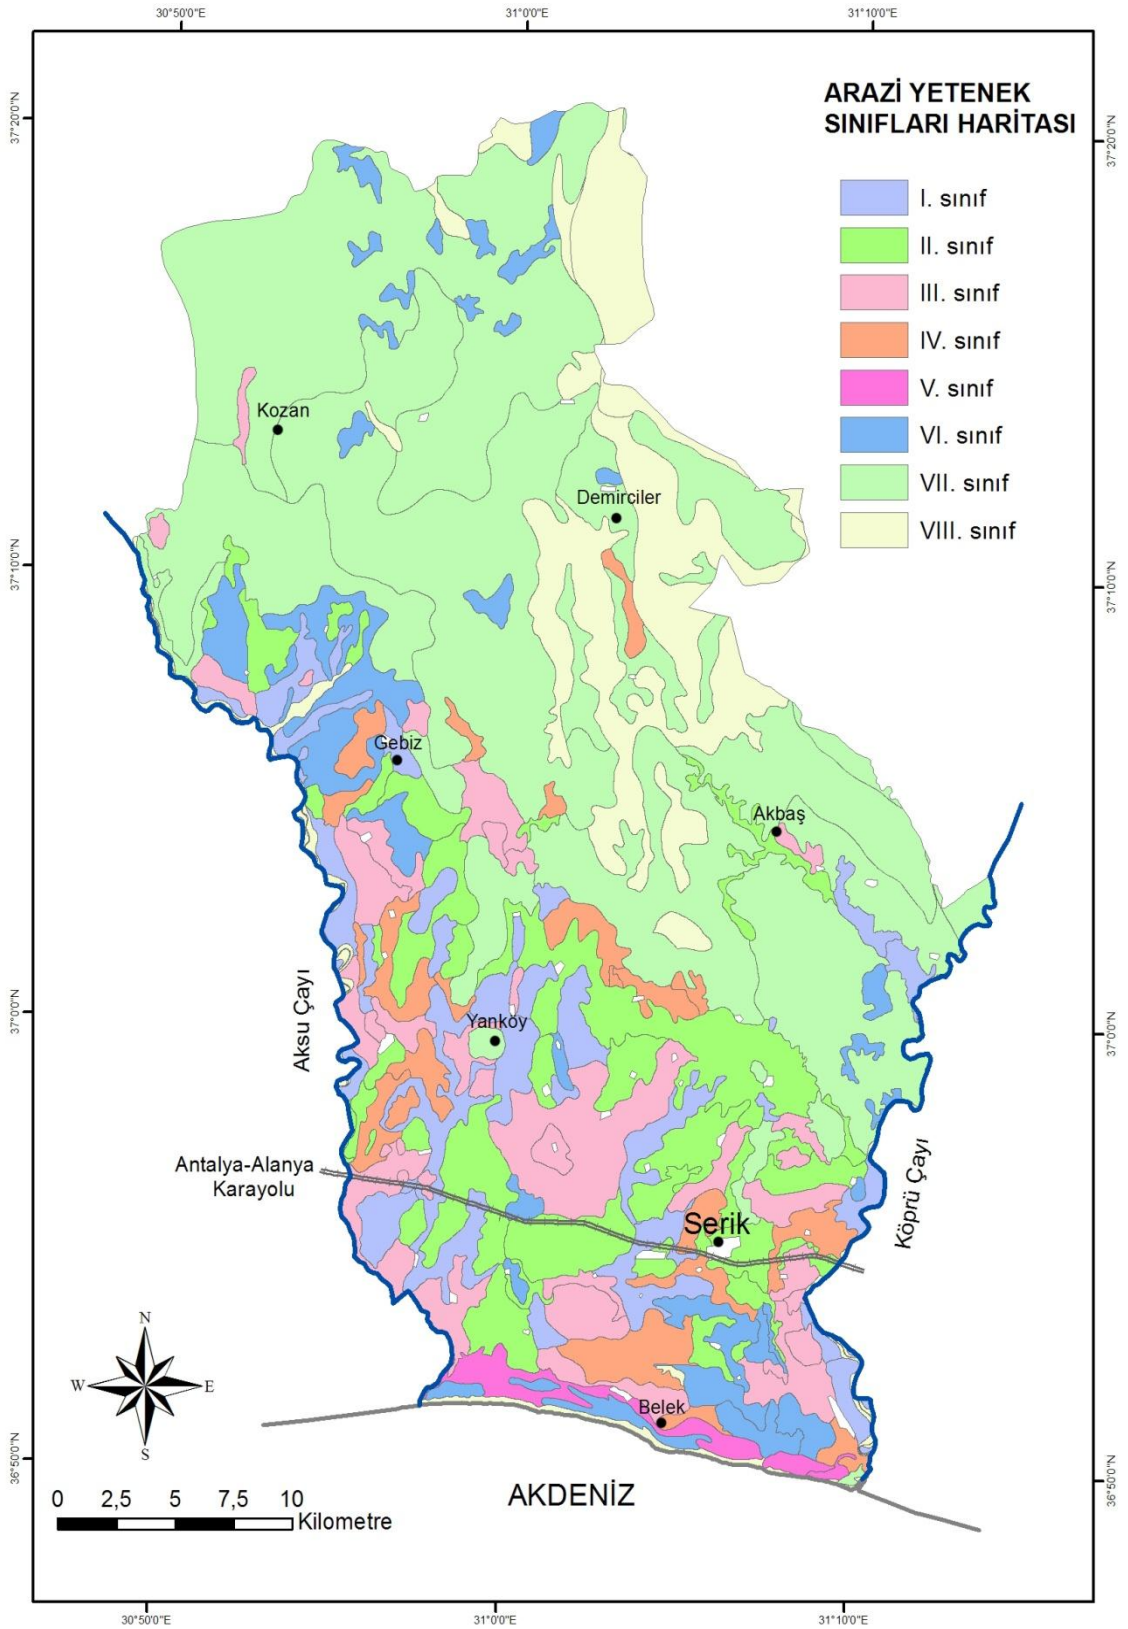 30°50'0"E
31°0'0"E
31°10'0"E
37°20'0"N
37°20'0"N
ARAZİ YETENEK
SINIFLARI HARİTASI
I. sınıf
II. sınıf
III. sınıf
IV. sınıf
V. sınıf
VI. sınıf
VII. sınıf
VIII. sınıf
Kozan
Demirciler
37°10'0"N
37°10'0"N
Gebiz
Akbaş
Aksu Çayı
37°0'0"N
37°0'0"N
Yanköy
Antalya-Alanya
Karayolu
Köprü Çayı
Serik
N
W
E
S
Belek
36°50'0"N
36°50'0"N
AKDENİZ
0 2,5 5 7,5 10
Kilometre
30°50'0"E
31°0'0"E
31°10'0"E